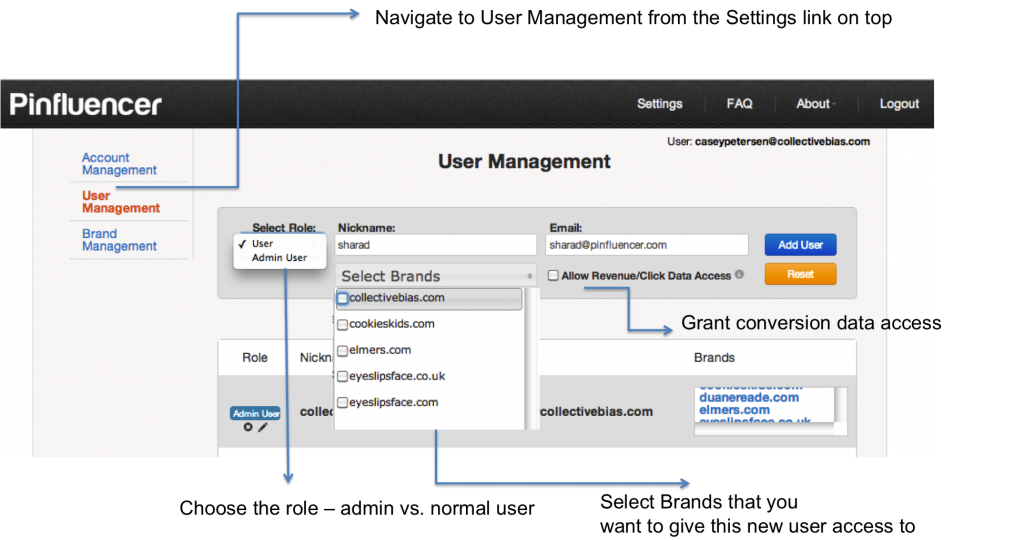 Navigate to User Management from the Settings link on top
Pinfluencer
Settings FAQ About Logout
User: caseypetersen@collectivebias.com
Account
Management
User
Management
Brand
Management
User Management
Select Role: Nickname: Email:
✓ User
Admin User
sharad
sharad@pinfluencer.com
Add User
Select Brands
Allow Revenue/Click Data Access
Reset
collectivebias.com
cookieskids.com
elmers.com
eyeslipsface.co.uk
eyeslipsface.com
Grant conversion data access
Role Brands
Admin User
collectivebias.com
cookieskids.com
duanereade.com
elmers.com
eyeslipsface.co.uk
Choose the role – admin vs. normal user
Select Brands that you
want to give this new user access to